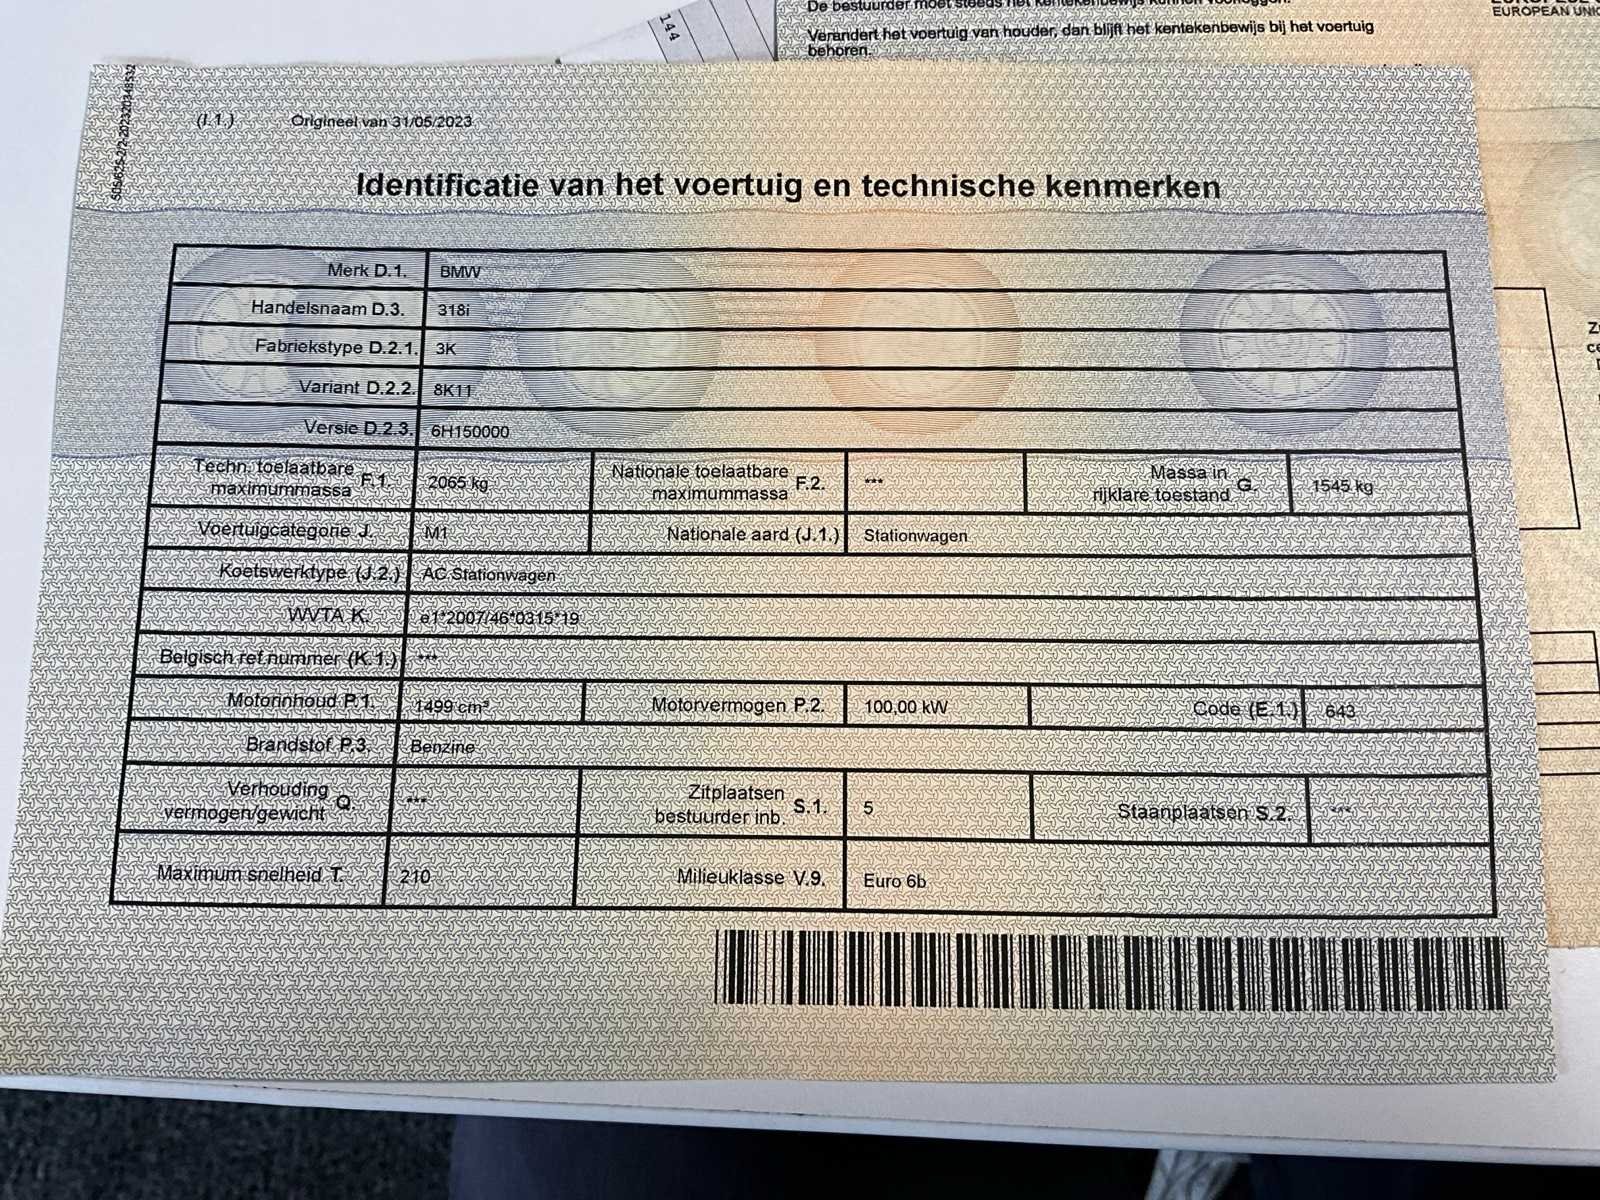 144
De bestuurder moet steeds het kentekenbewijs kunnen voorleggen.
Verandert het voertuig van houder, dan blijft het kentekenbewijs bij het voertuig
behoren.
EUROPEAN UNIO
(I.1.) Origineel van 31/05/2023
Identificatie van het voertuig en technische kenmerken
Merk D.1. BMW
Handelsnaam D.3. 318i
Fabriekstype D.2.1. 3K
Variant D.2.2. 8K11
Versie D.2.3. 6H150000
Techn. toelaatbare maximummassa F.1. 2065 kg Nationale toelaatbare maximummassa F.2. *** Massa in rijklare toestand G. 1545 kg
Voertuigcategorie J. M1 Nationale aard (J.1.) Stationwagen
Koetswerktype (J.2.) AC Stationwagen
WVTA K. e1*2007/46*0315*19
Belgisch ref.nummer (K.1.) ***
Motorinhoud P.1. 1499 cm³ Motorvermogen P.2. 100,00 kW Code (E.1.) 643
Brandstof P.3. Benzine
Verhouding vermogen/gewicht Q. *** Zitplaatsen bestuurder inb. S.1. 5 Staanplaatsen S.2. ***
Maximum snelheid T. 210 Milieuklasse V.9. Euro 6b